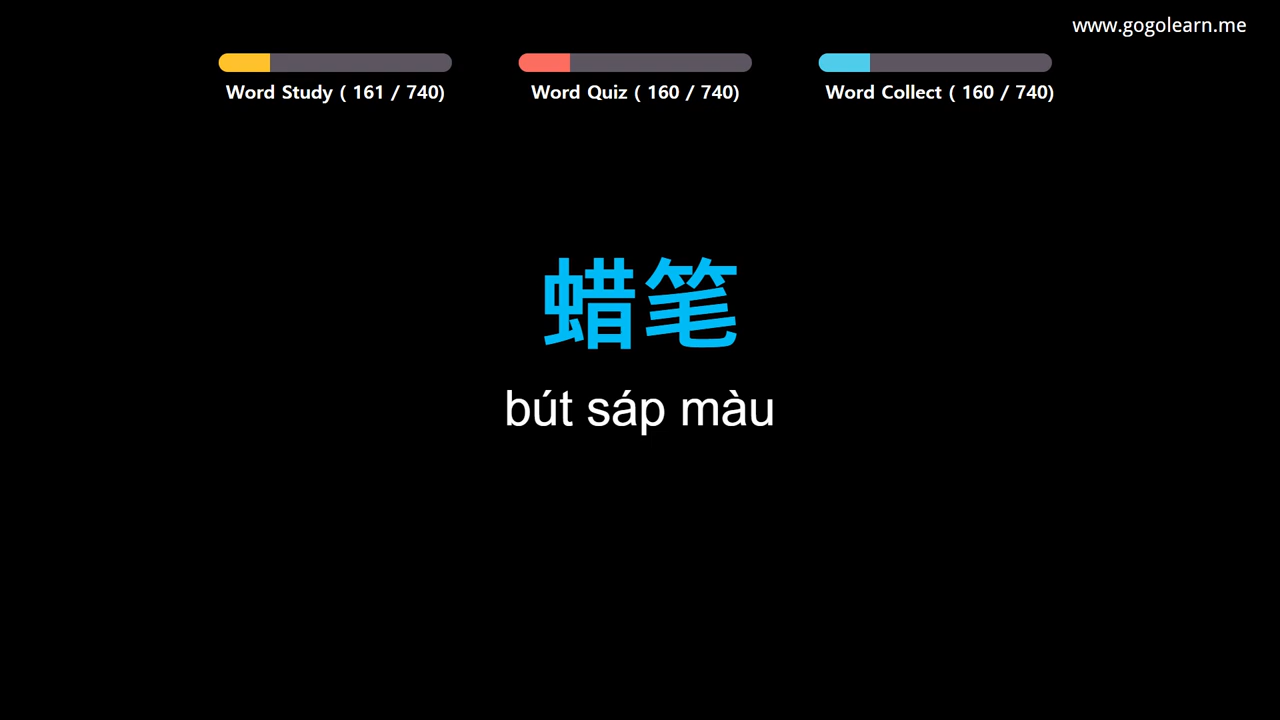 www.gogolearn.me
Word Study ( 161 / 740)
Word Quiz ( 160 / 740)
Word Collect ( 160 / 740)
蜡笔
bút sáp màu